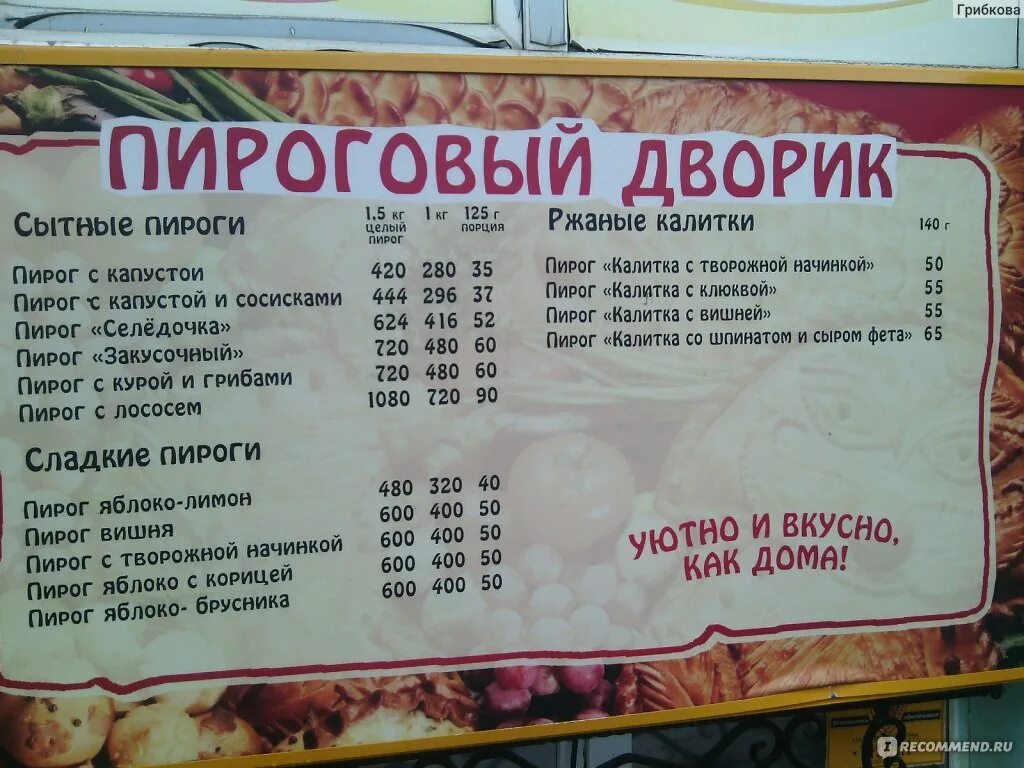 Грибкова
ПИРОГОВЫЙ ДВОРИК
Сытные пироги 1,5 кг целый пирог 1 кг 125 г порция
Пирог с капустой 420 280 35
Пирог с капустой и сосисками 444 296 37
Пирог «Селёдочка» 624 416 52
Пирог «Закусочный» 720 480 60
Пирог с курой и грибами 720 480 60
Пирог с лососем 1080 720 90
Сладкие пироги
Пирог яблоко-лимон 480 320 40
Пирог вишня 600 400 50
Пирог с творожной начинкой 600 400 50
Пирог яблоко с корицей 600 400 50
Пирог яблоко- брусника 600 400 50
Ржаные калитки 140 г
Пирог «Калитка с творожной начинкой» 50
Пирог «Калитка с клюквой» 55
Пирог «Калитка с вишней» 55
Пирог «Калитка со шпинатом и сыром фета» 65
УЮТНО И ВКУСНО,
КАК ДОМА!
IRECOMMEND.RU